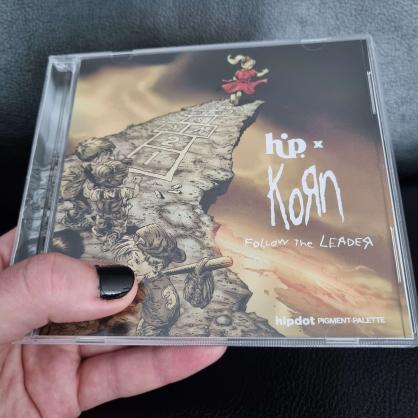 hip. x
KoЯn
FoLLoW The LEADEЯ
hipdot PIGMENT PALETTE